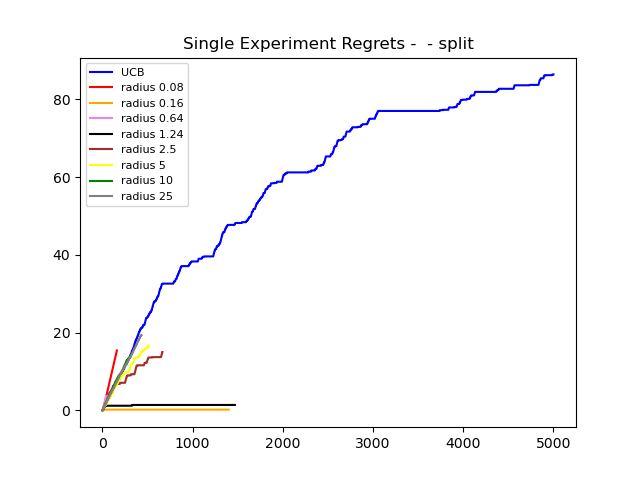 Single Experiment Regrets -  - split
UCB
radius 0.08
radius 0.16
radius 0.64
radius 1.24
radius 2.5
radius 5
radius 10
radius 25
80
60
40
20
0
0 1000 2000 3000 4000 5000